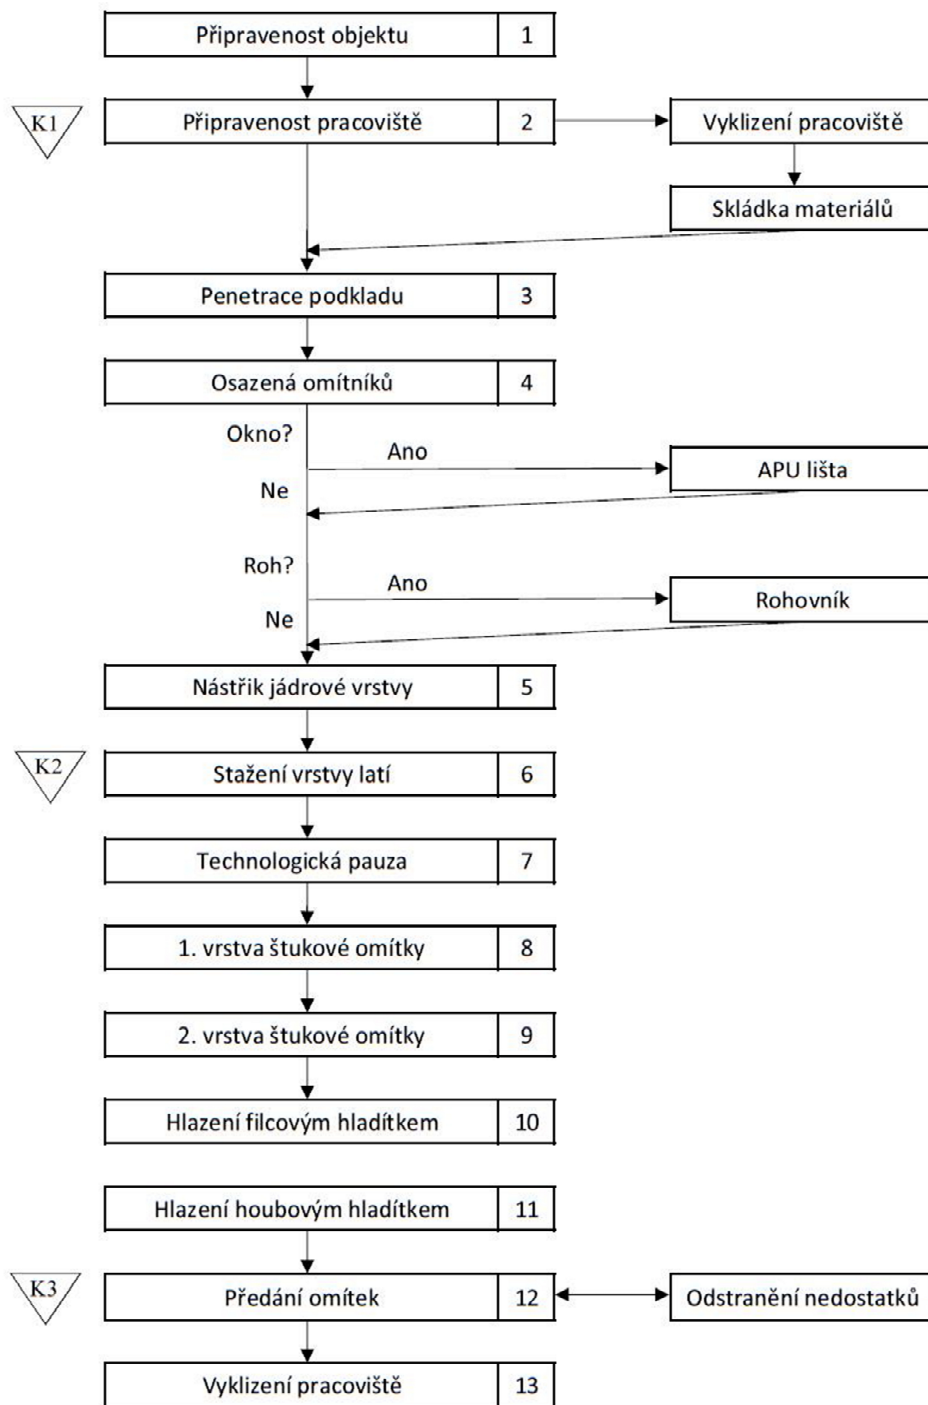 Připravenost objektu 1
K1
Připravenost pracoviště 2
Vyklizení pracoviště
Skládka materiálů
Penetrace podkladu 3
Osazená omítníků 4
Okno?
Ano
APU lišta
Ne
Roh?
Ano
Rohovník
Ne
Nástřik jádrové vrstvy 5
K2
Stažení vrstvy latí 6
Technologická pauza 7
1. vrstva štukové omítky 8
2. vrstva štukové omítky 9
Hlazení filcovým hladítkem 10
Hlazení houbovým hladítkem 11
K3
Předání omítek 12
Odstranění nedostatků
Vyklizení pracoviště 13